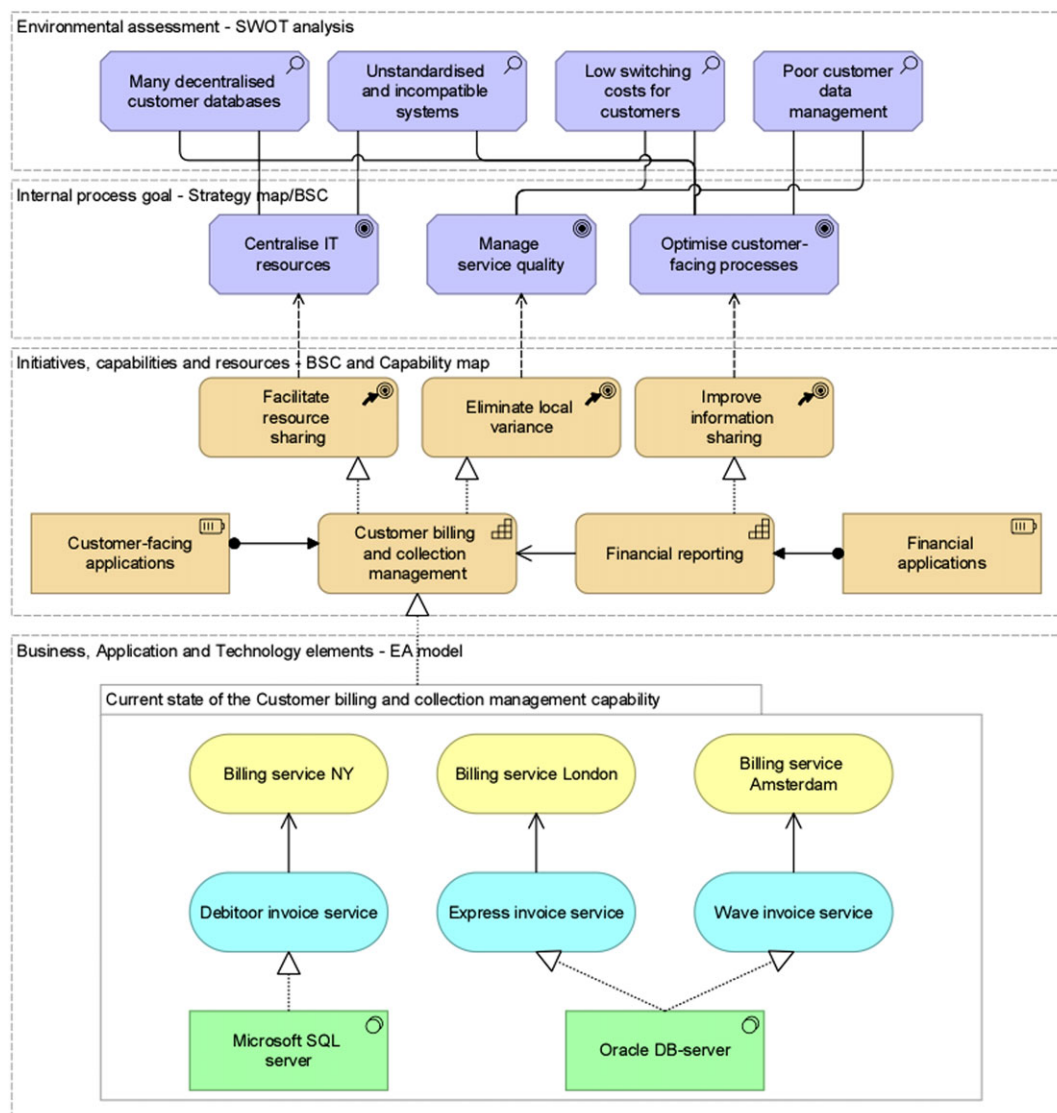 Environmental assessment - SWOT analysis
Many decentralised
customer databases
Unstandardised
and incompatible
systems
Low switching
costs for
customers
Poor customer
data
management
Internal process goal - Strategy map/BSC
Centralise IT
resources
Manage
service quality
Optimise customer-
facing processes
Initiatives, capabilities and resources - BSC and Capability map
Facilitate
resource
sharing
Eliminate local
variance
Improve
information
sharing
Customer-facing
applications
Customer billing
and collection
management
Financial reporting
Financial
applications
Business, Application and Technology elements - EA model
Current state of the Customer billing and collection management capability
Billing service NY
Billing service London
Billing service
Amsterdam
Debitoor invoice service
Express invoice service
Wave invoice service
Microsoft SQL
server
Oracle DB-server